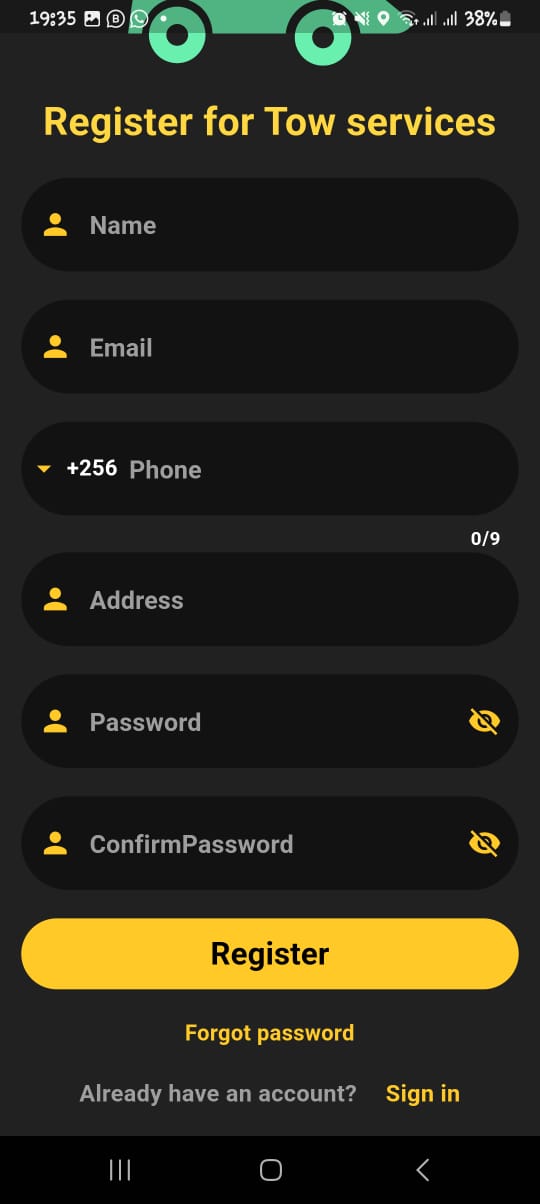 19:35 38%
Register for Tow services
Name
Email
+256 Phone
0/9
Address
Password
ConfirmPassword
Register
Forgot password
Already have an account? Sign in